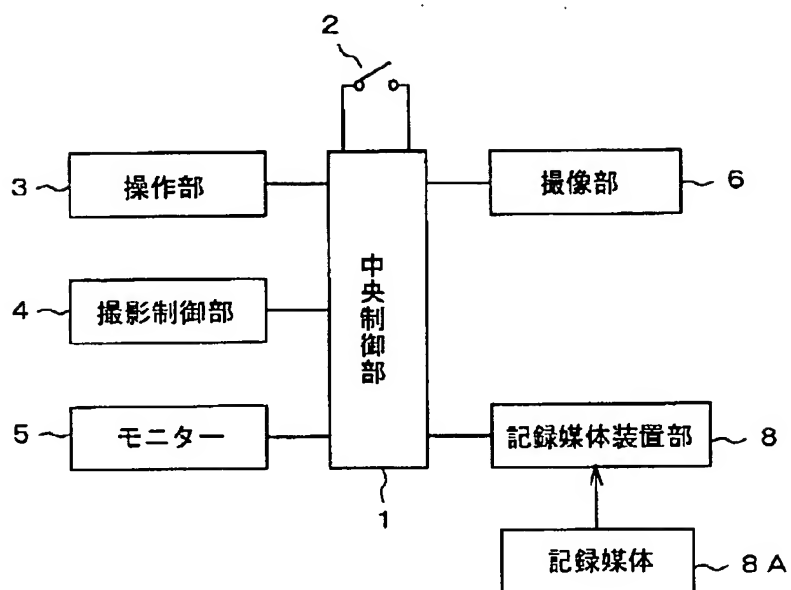 2
3
操作部
撮像部
6
4
撮影制御部
中央制御部
5
モニター
記録媒体装置部
8
1
記録媒体
8A